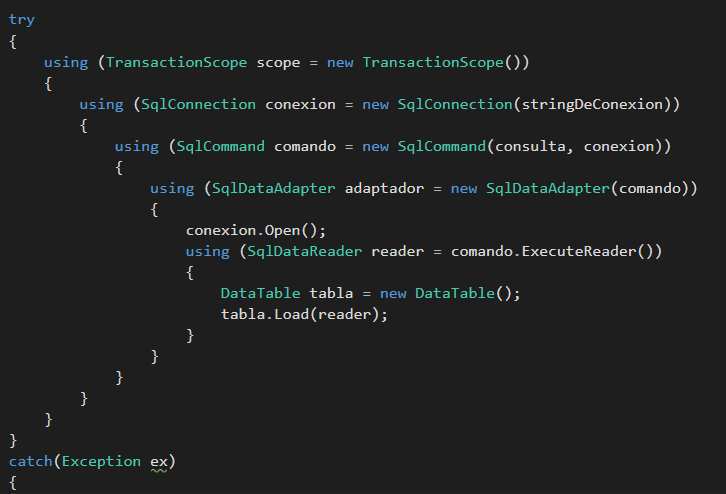 try
{
    using (TransactionScope scope = new TransactionScope())
    {
        using (SqlConnection conexion = new SqlConnection(stringDeConexion))
        {
            using (SqlCommand comando = new SqlCommand(consulta, conexion))
            {
                using (SqlDataAdapter adaptador = new SqlDataAdapter(comando))
                {
                    conexion.Open();
                    using (SqlDataReader reader = comando.ExecuteReader())
                    {
                        DataTable tabla = new DataTable();
                        tabla.Load(reader);
                    }
                }
            }
        }
    }
}
catch(Exception ex)
{